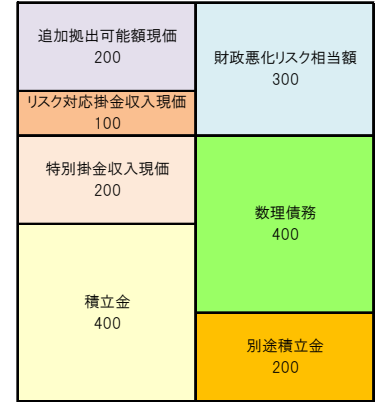 追加拠出可能額現価
200
リスク対応掛金収入現価
100
特別掛金収入現価
200
積立金
400
財政悪化リスク相当額
300
数理債務
400
別途積立金
200